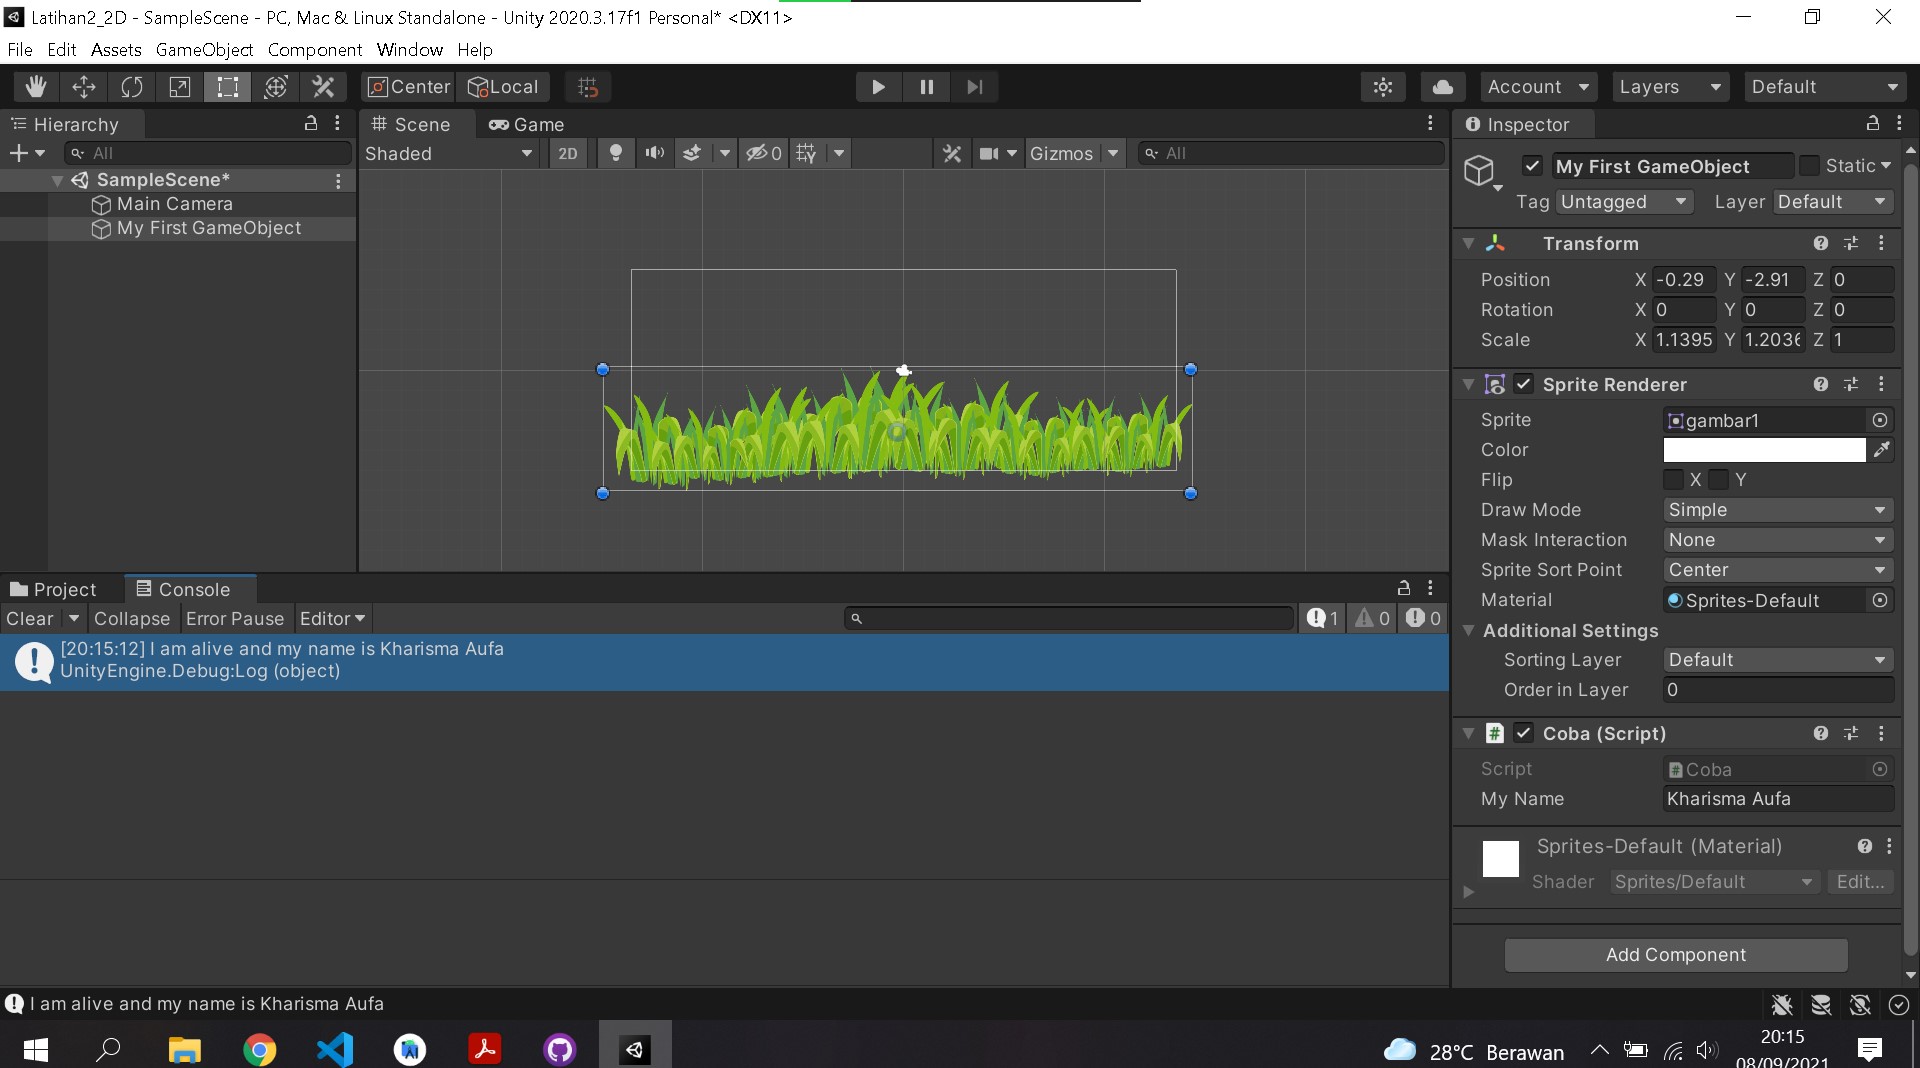 Latihan2_2D - SampleScene - PC, Mac & Linux Standalone - Unity 2020.3.17f1 Personal* <DX11>
File Edit Assets GameObject Component Window Help
Center Local Account Layers Default
Hierarchy
All
SampleScene*
Main Camera
My First GameObject
Scene Game
Shaded 2D 0 Gizmos All
Inspector
My First GameObject Static
Tag Untagged Layer Default
Transform
Position X -0.29 Y -2.91 Z 0
Rotation X 0 Y 0 Z 0
Scale X 1.1395 Y 1.2036 Z 1
Sprite Renderer
Sprite gambar1
Color
Flip X Y
Draw Mode Simple
Mask Interaction None
Sprite Sort Point Center
Material Sprites-Default
Additional Settings
Sorting Layer Default
Order in Layer 0
Coba (Script)
Script Coba
My Name Kharisma Aufa
Sprites-Default (Material)
Shader Sprites/Default Edit...
Add Component
Project Console
Clear Collapse Error Pause Editor 1 0 0
[20:15:12] I am alive and my name is Kharisma Aufa
UnityEngine.Debug:Log (object)
I am alive and my name is Kharisma Aufa
28°C Berawan
20:15
08/09/2021